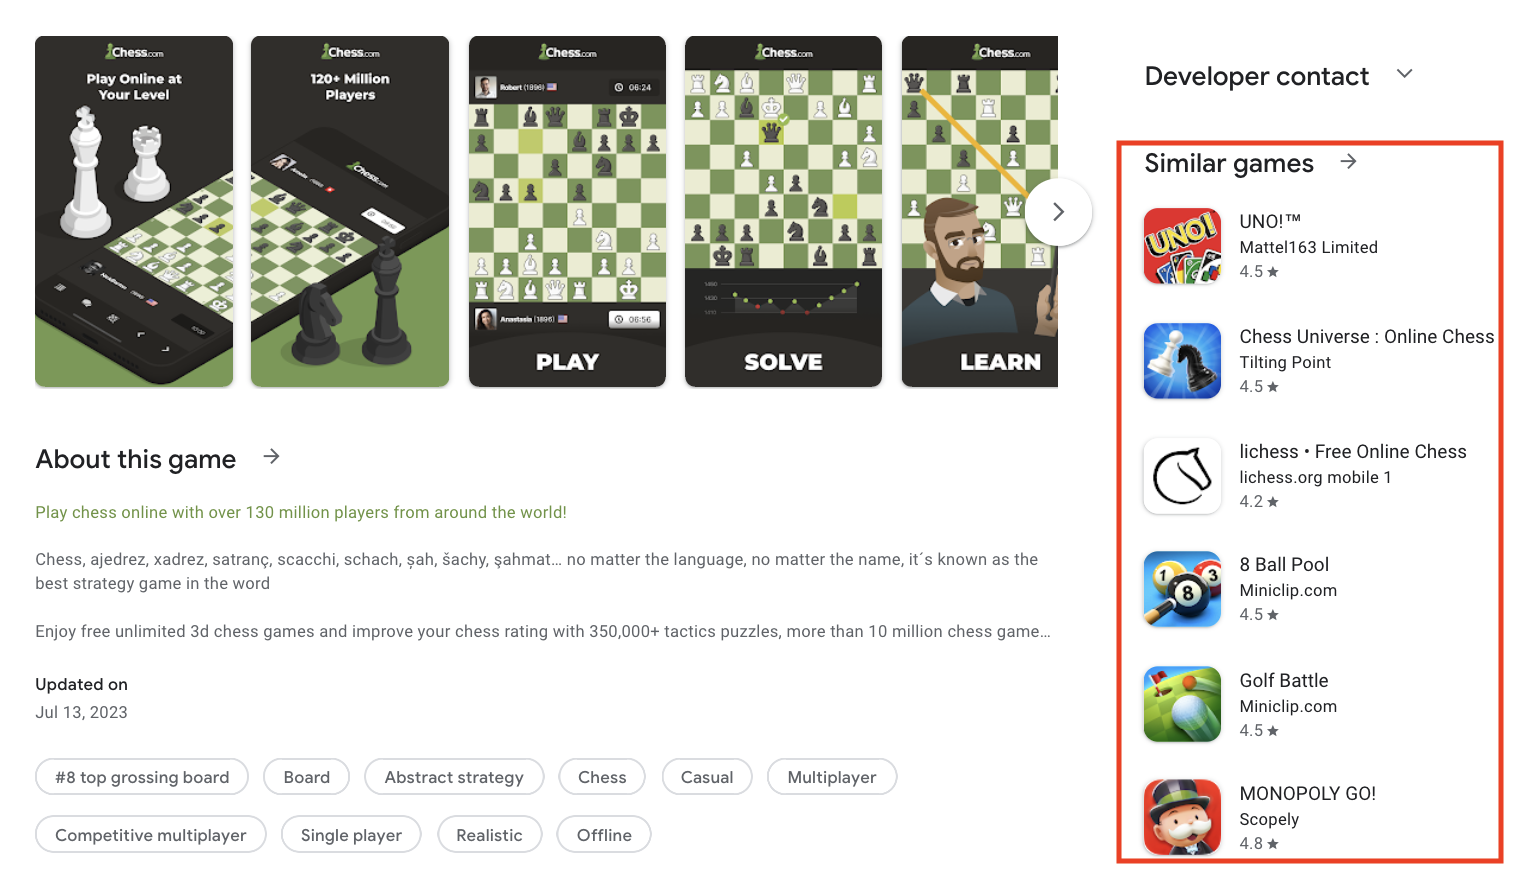 Chess.com
Play Online at
Your Level
Chess.com
120+ Million
Players
Chess.com
Chess.com
Robert (1896)
06:24
Anastasia (1896)
06:56
PLAY
Chess.com
SOLVE
Chess.com
LEARN
About this game
Play chess online with over 130 million players from around the world!
Chess, ajedrez, xadrez, satranç, scacchi, schach, șah, šachy, şahmat... no matter the language, no matter the name, it´s known as the
best strategy game in the word
Enjoy free unlimited 3d chess games and improve your chess rating with 350,000+ tactics puzzles, more than 10 million chess game…
Updated on
Jul 13, 2023
#8 top grossing board
Board
Abstract strategy
Chess
Casual
Multiplayer
Competitive multiplayer
Single player
Realistic
Offline
Developer contact
Similar games
UNO!
UNO!™
Mattel163 Limited
4.5 ★
Chess Universe : Online Chess
Tilting Point
4.5 ★
lichess • Free Online Chess
lichess.org mobile 1
4.2 ★
1 3
8
8 Ball Pool
Miniclip.com
4.5 ★
Golf Battle
Miniclip.com
4.5 ★
MONOPOLY GO!
Scopely
4.8 ★